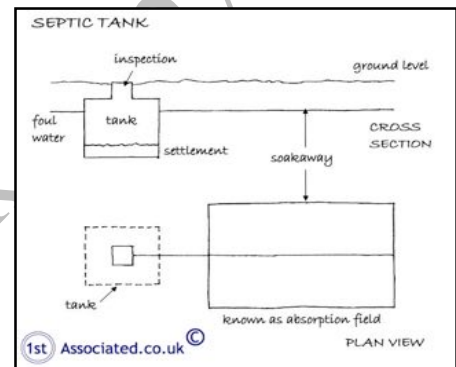 SEPTIC TANK
inspection
ground level
foul
water
tank
CROSS
SECTION
settlement
soakaway
tank
known as absorption field
PLAN VIEW
1st Associated.co.uk ©